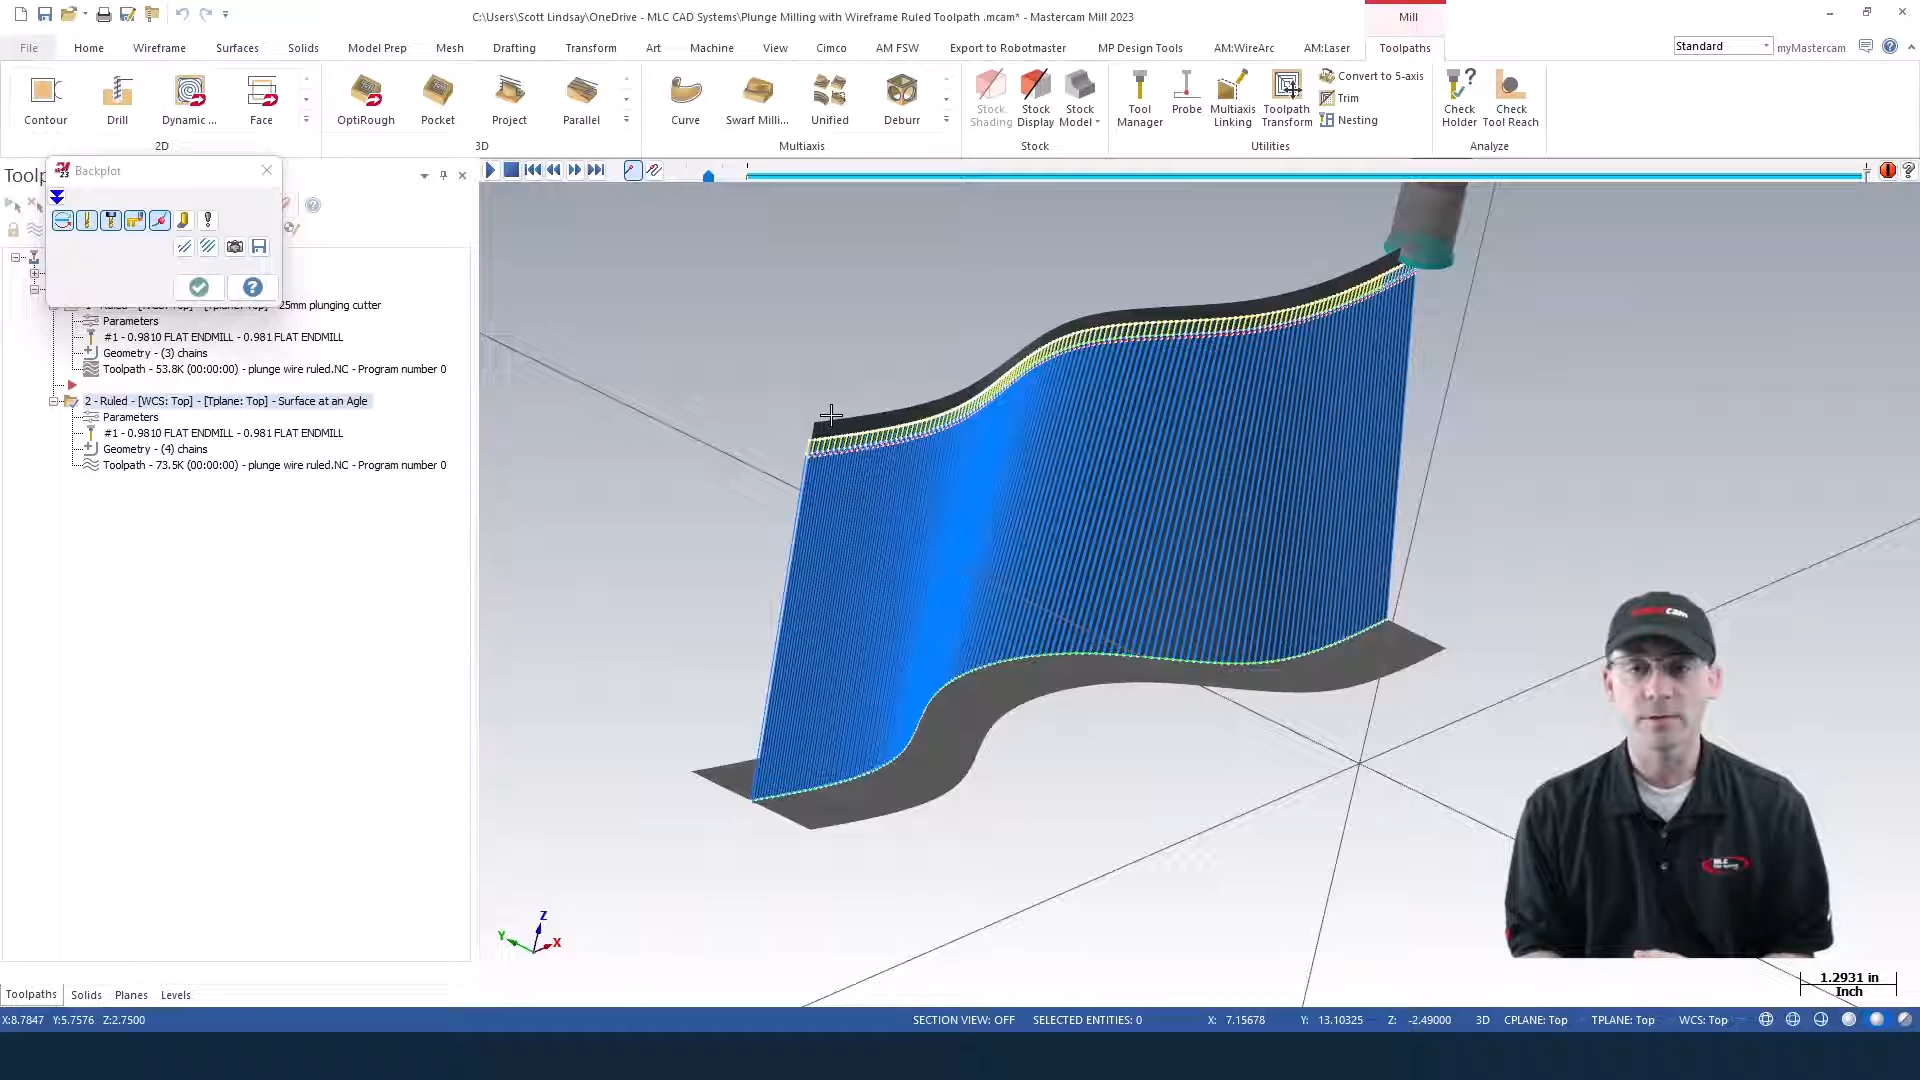 C:\Users\Scott Lindsay\OneDrive - MLC CAD Systems\Plunge Milling with Wireframe Ruled Toolpath .mcam* - Mastercam Mill 2023
Mill
File Home Wireframe Surfaces Solids Model Prep Mesh Drafting Transform Art Machine View Cimco AM FSW Export to Robotmaster MP Design Tools AM:WireArc AM:Laser Toolpaths
Standard
myMastercam
Contour
Drill
Dynamic ...
Face
OptiRough
Pocket
Project
Parallel
Curve
Swarf Milli...
Unified
Deburr
Stock Shading
Stock Display
Stock Model
Tool Manager
Probe
Multiaxis Linking
Toolpath Transform
Convert to 5-axis
Trim
Nesting
Check Holder
Check Tool Reach
2D
3D
Multiaxis
Stock
Utilities
Analyze
Backplot
25mm plunging cutter
Parameters
#1 - 0.9810 FLAT ENDMILL - 0.981 FLAT ENDMILL
Geometry - (3) chains
Toolpath - 53.8K (00:00:00) - plunge wire ruled.NC - Program number 0
2 - Ruled - [WCS: Top] - [Tplane: Top] - Surface at an Agle
Parameters
#1 - 0.9810 FLAT ENDMILL - 0.981 FLAT ENDMILL
Geometry - (4) chains
Toolpath - 73.5K (00:00:00) - plunge wire ruled.NC - Program number 0
Z
Y
X
MLC
1.2931 in
Inch
Toolpaths Solids Planes Levels
X:8.7847 Y:5.7576 Z:2.7500
SECTION VIEW: OFF SELECTED ENTITIES: 0 X: 7.15678 Y: 13.10325 Z: -2.49000 3D CPLANE: Top TPLANE: Top WCS: Top